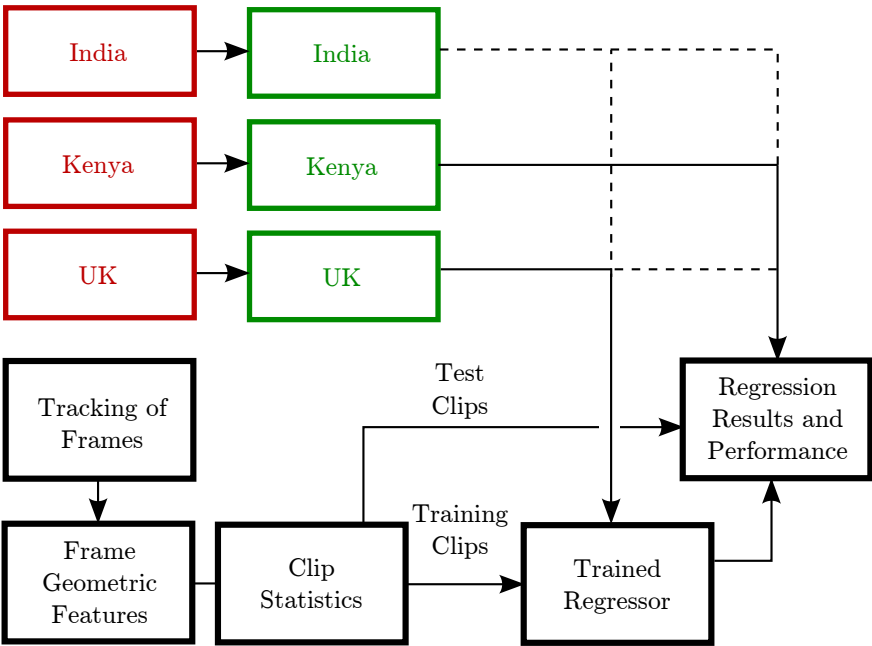 India
India
Kenya
Kenya
UK
UK
Tracking of
Frames
Test
Clips
Regression
Results and
Performance
Frame
Geometric
Features
Clip
Statistics
Training
Clips
Trained
Regressor